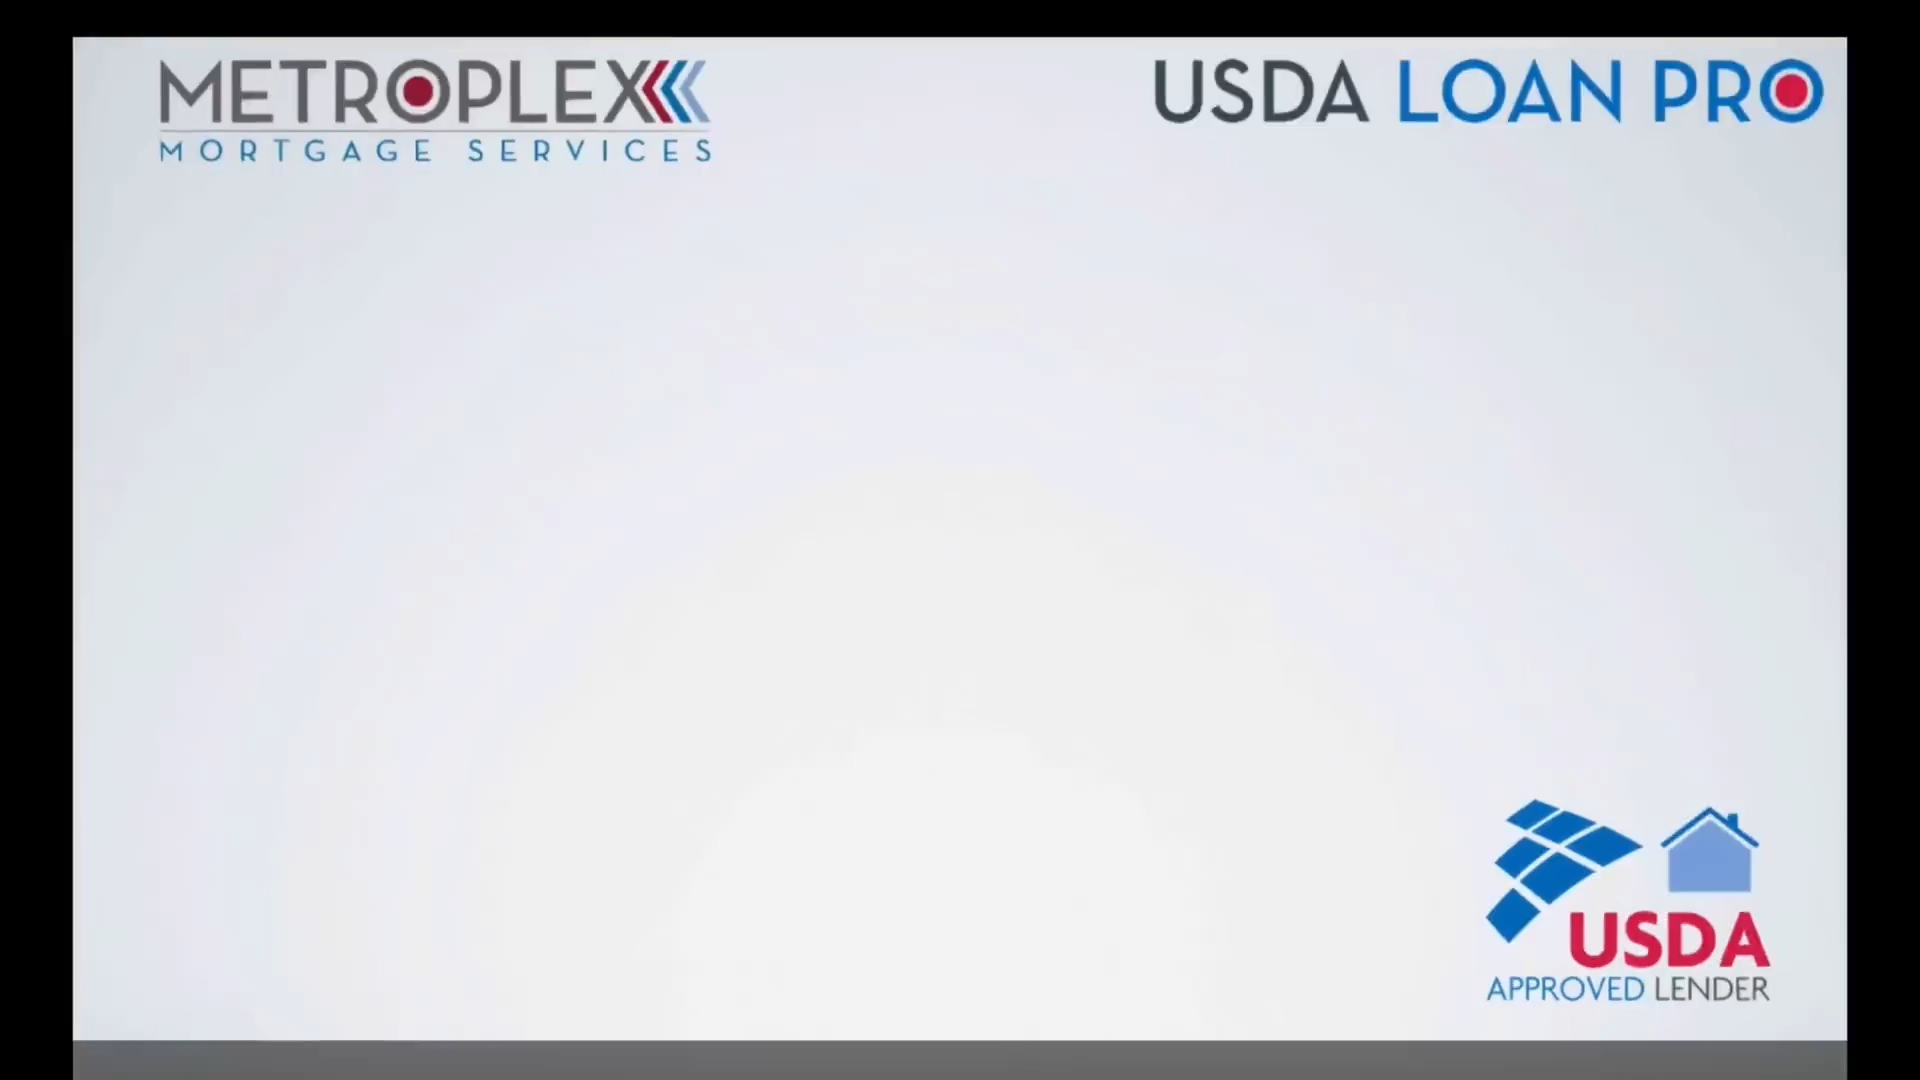 METROPLEX
MORTGAGE SERVICES
USDA LOAN PRO
USDA
APPROVED LENDER